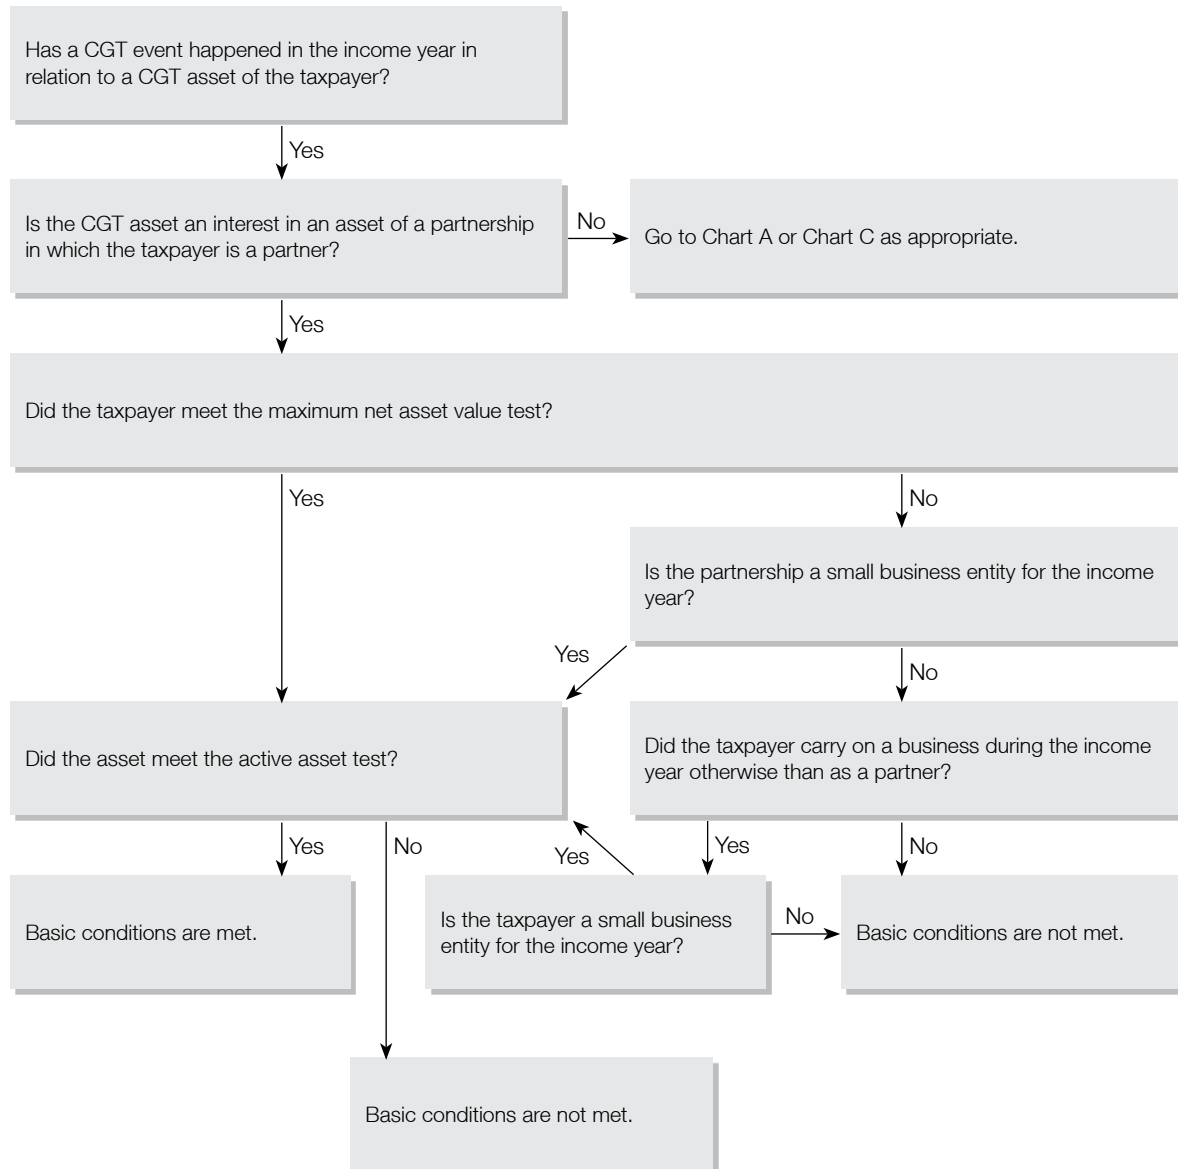 Has a CGT event happened in the income year in
relation to a CGT asset of the taxpayer?
Yes
Is the CGT asset an interest in an asset of a partnership
in which the taxpayer is a partner?
No
Go to Chart A or Chart C as appropriate.
Yes
Did the taxpayer meet the maximum net asset value test?
Yes
No
Is the partnership a small business entity for the income
year?
Yes
No
Did the asset meet the active asset test?
Did the taxpayer carry on a business during the income
year otherwise than as a partner?
Yes
No
Yes
Yes
No
Basic conditions are met.
Is the taxpayer a small business
entity for the income year?
No
Basic conditions are not met.
Basic conditions are not met.